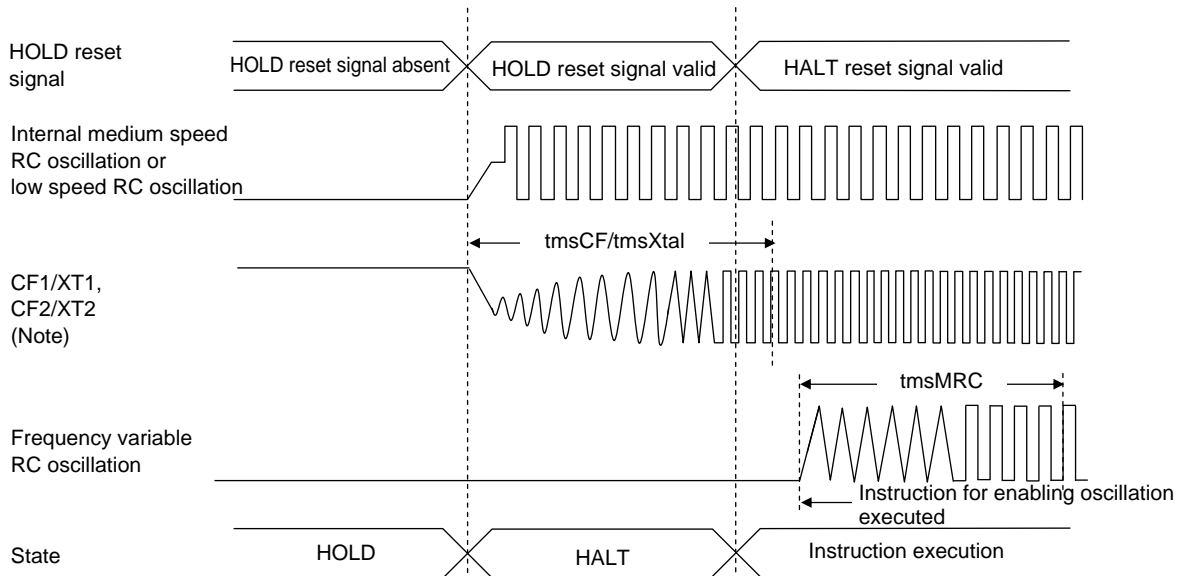 HOLD reset
signal
HOLD reset signal absent
HOLD reset signal valid
HALT reset signal valid
Internal medium speed
RC oscillation or
low speed RC oscillation
tmsCF/tmsXtal
CF1/XT1,
CF2/XT2
(Note)
tmsMRC
Frequency variable
RC oscillation
Instruction for enabling oscillation
executed
State
HOLD
HALT
Instruction execution